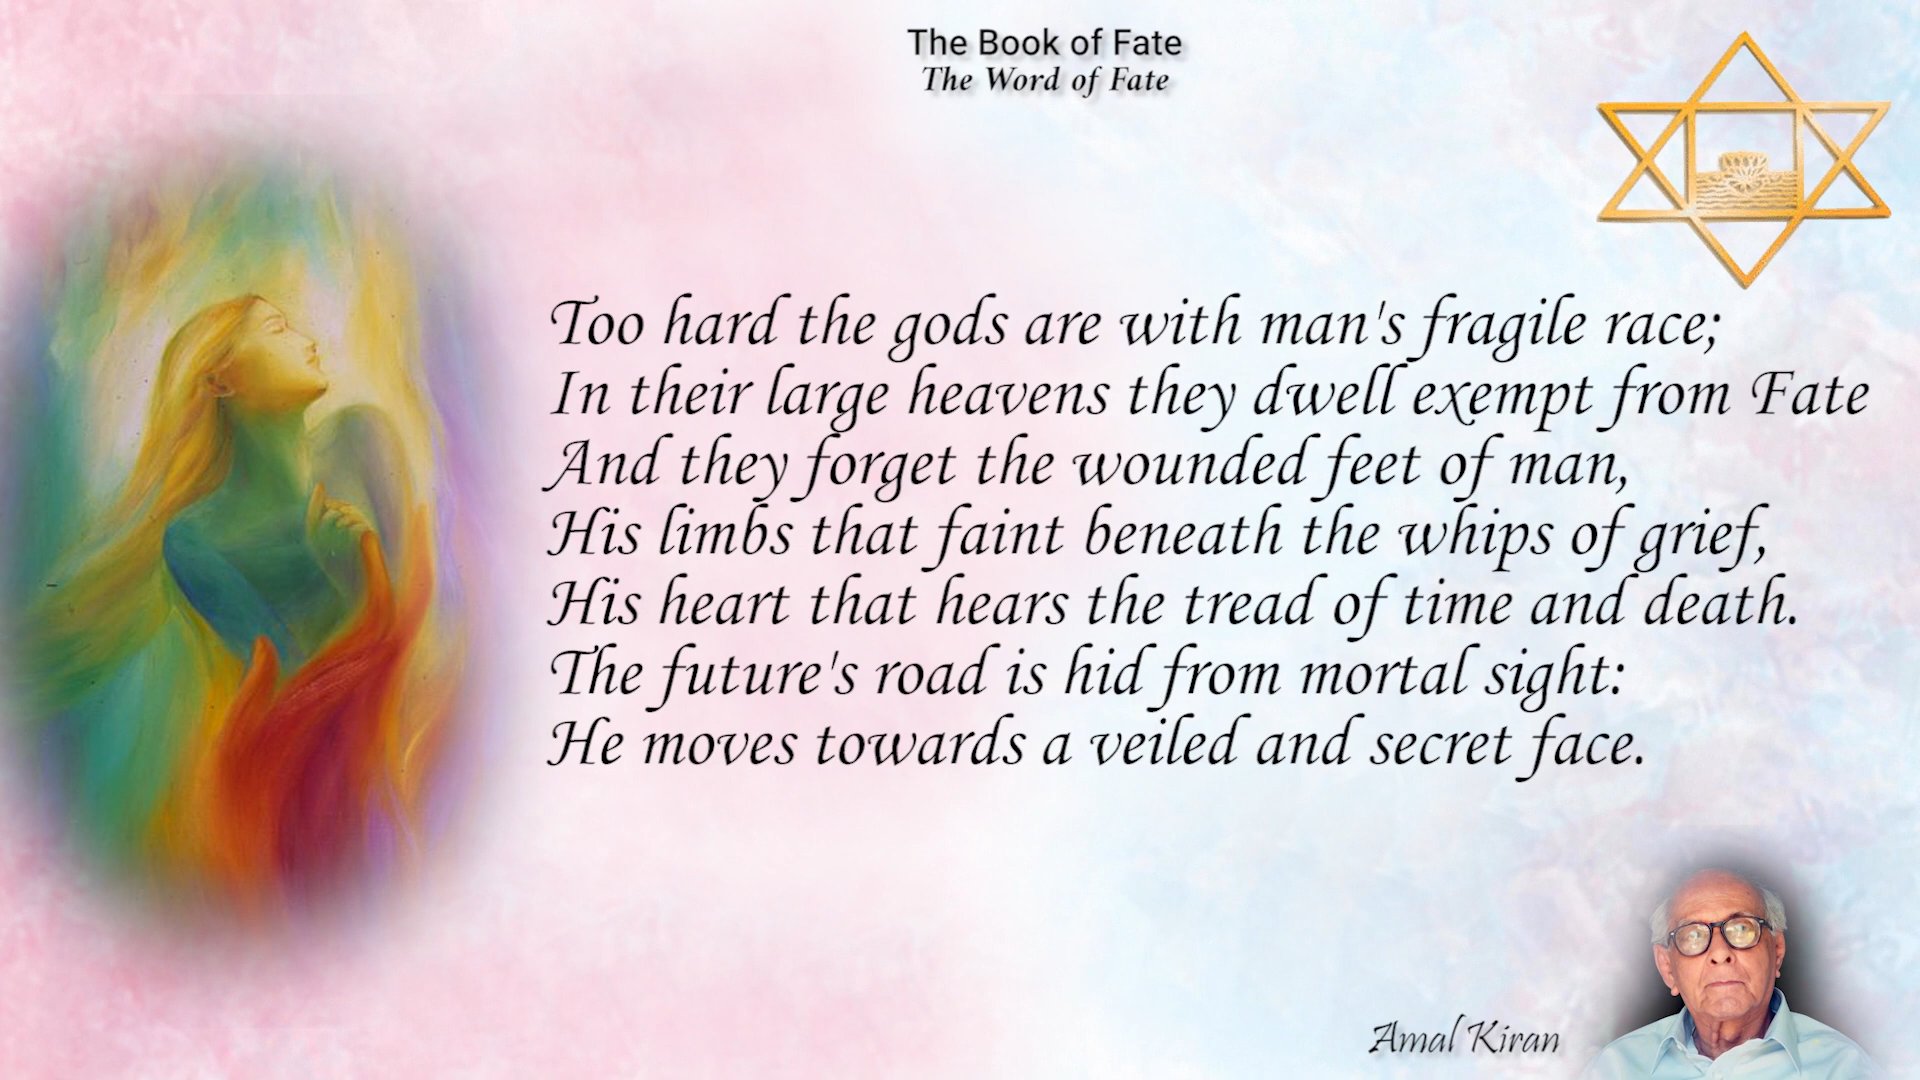 The Book of Fate
The Word of Fate
Too hard the gods are with man's fragile race;
In their large heavens they dwell exempt from Fate
And they forget the wounded feet of man,
His limbs that faint beneath the whips of grief,
His heart that hears the tread of time and death.
The future's road is hid from mortal sight:
He moves towards a veiled and secret face.
Amal Kiran